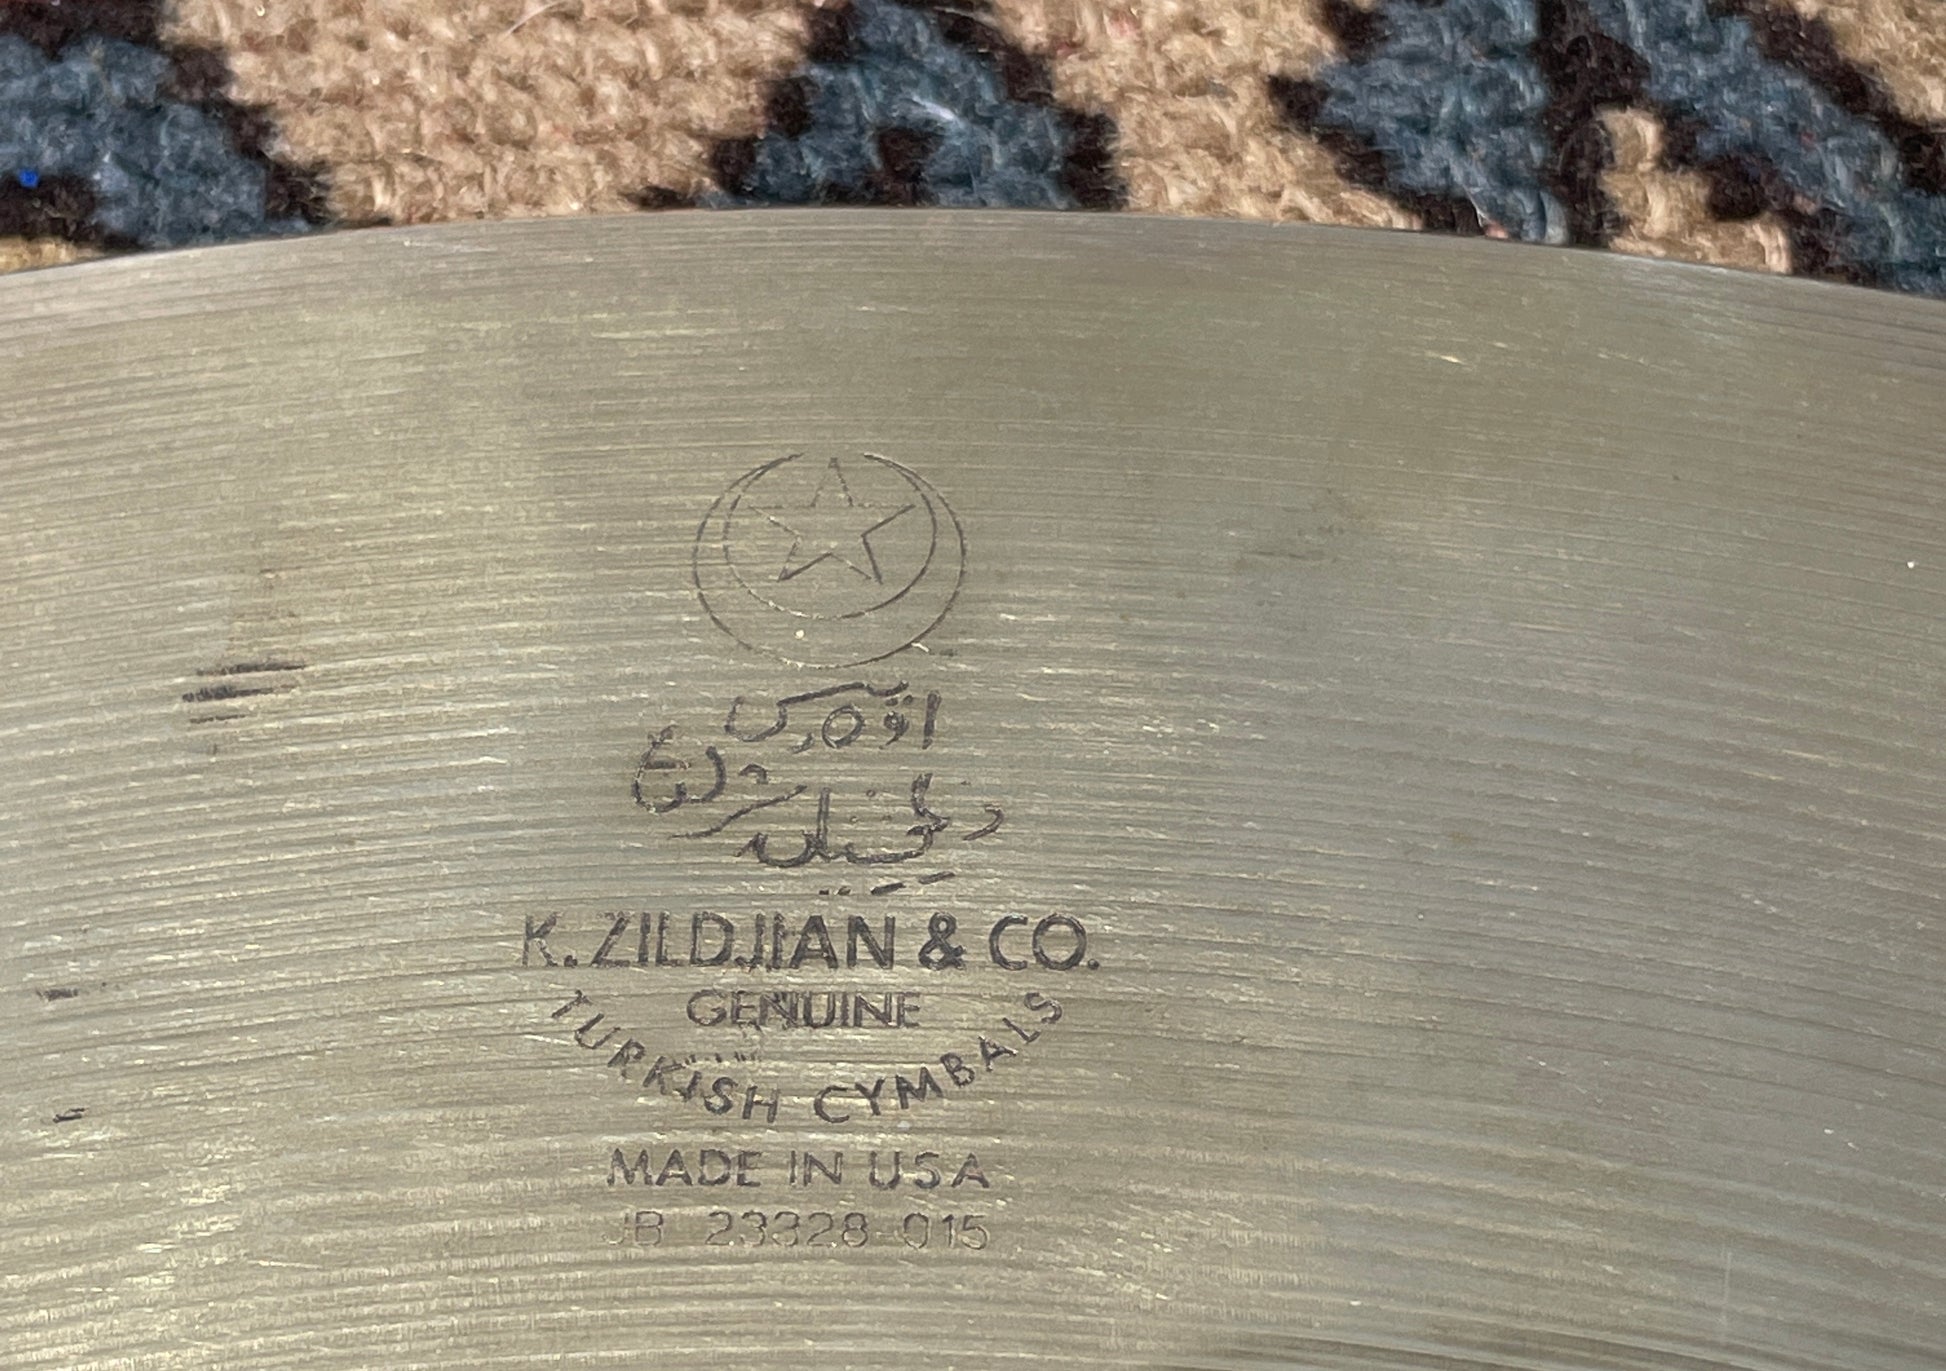 K. ZILDJIAN & CO.
GENUINE
TURKISH CYMBALS
MADE IN USA
JB 23328 015